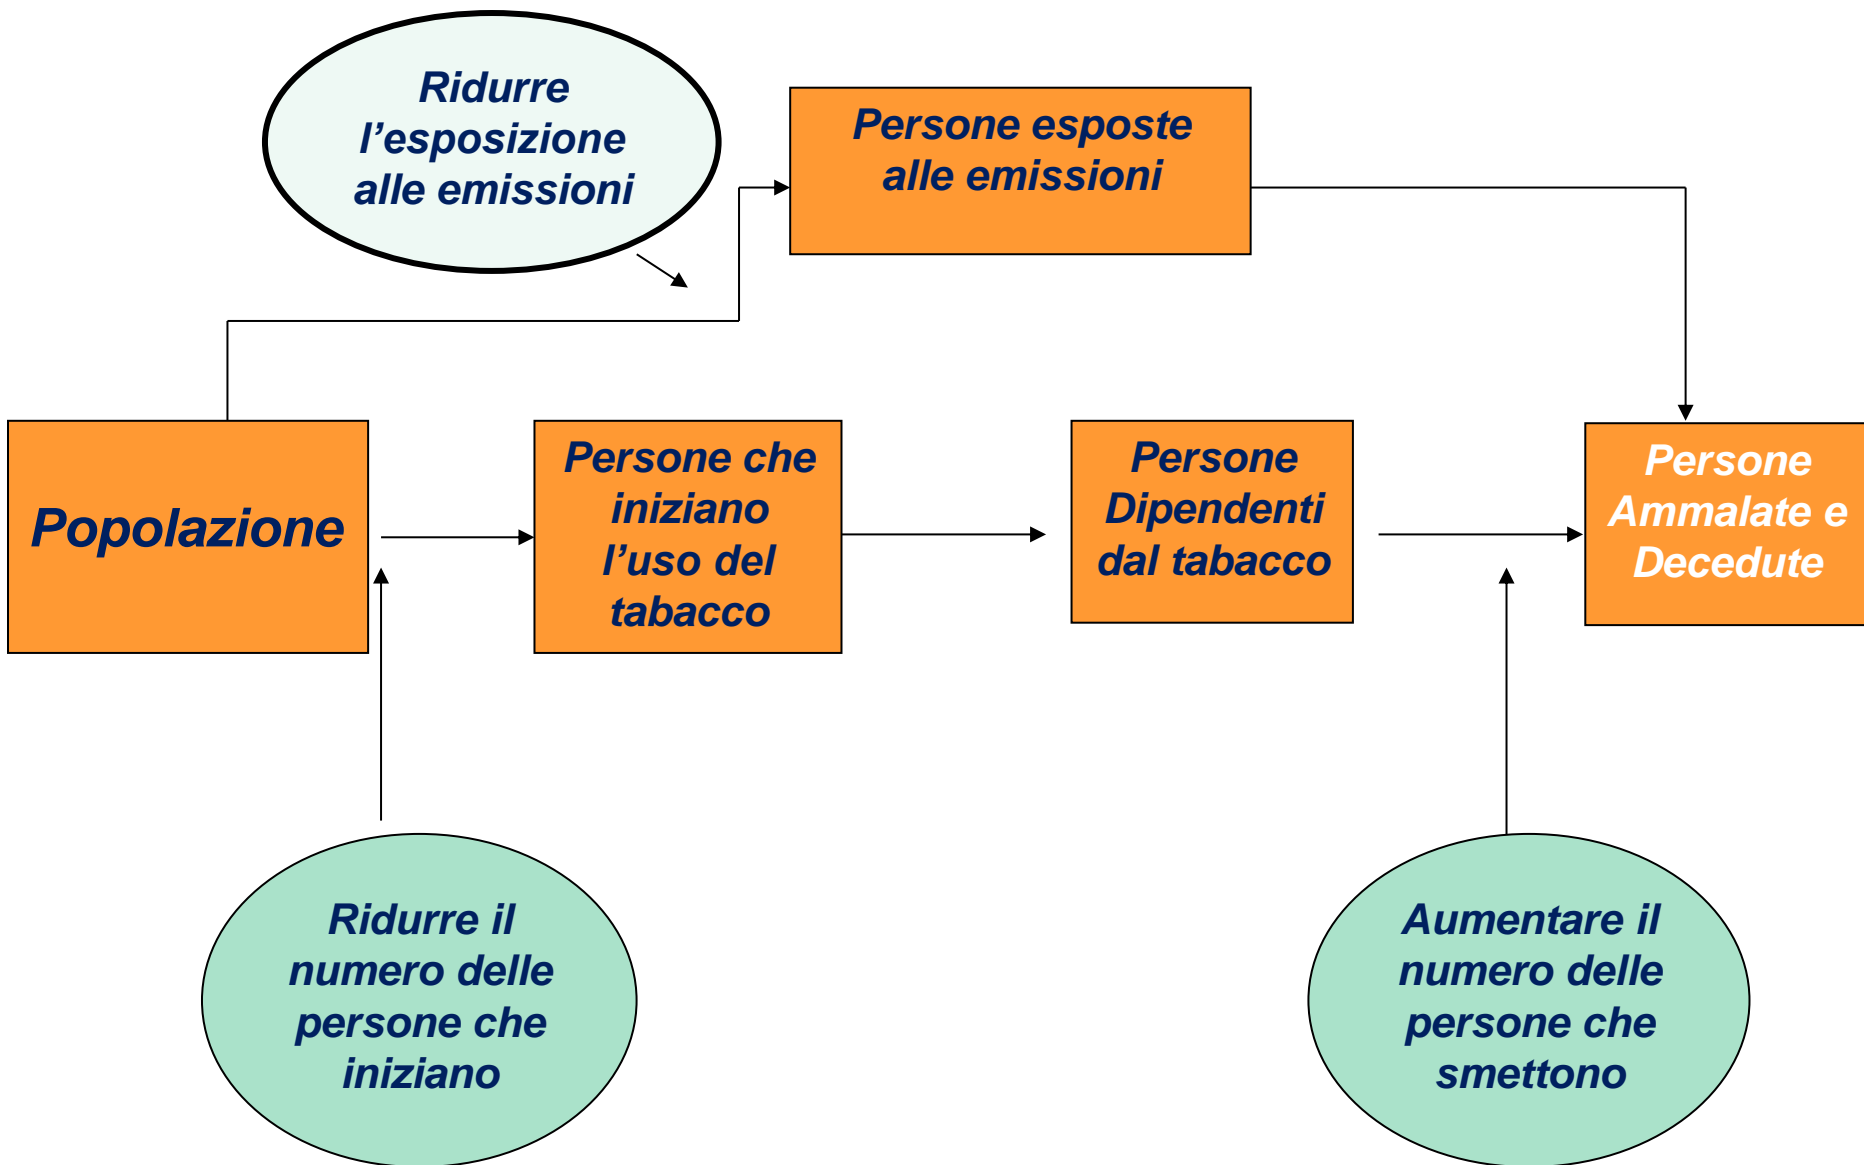 Ridurre
l’esposizione
alle emissioni
Persone esposte
alle emissioni
Popolazione
Persone che
iniziano
l’uso del
tabacco
Persone
Dipendenti
dal tabacco
Persone
Ammalate e
Decedute
Ridurre il
numero delle
persone che
iniziano
Aumentare il
numero delle
persone che
smettono